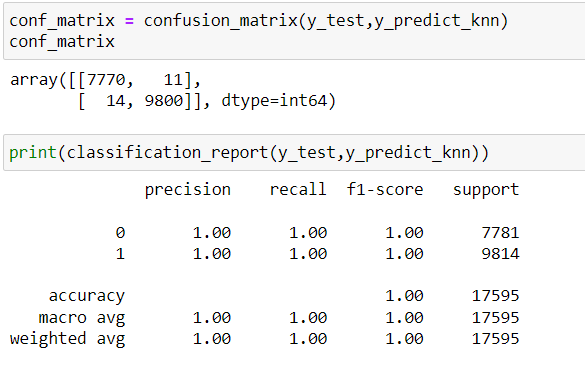 conf_matrix = confusion_matrix(y_test,y_predict_knn)
conf_matrix
array([[7770,   11],
       [  14, 9800]], dtype=int64)
print(classification_report(y_test,y_predict_knn))
              precision    recall  f1-score   support
           0       1.00      1.00      1.00      7781
           1       1.00      1.00      1.00      9814
    accuracy                           1.00     17595
   macro avg       1.00      1.00      1.00     17595
weighted avg       1.00      1.00      1.00     17595